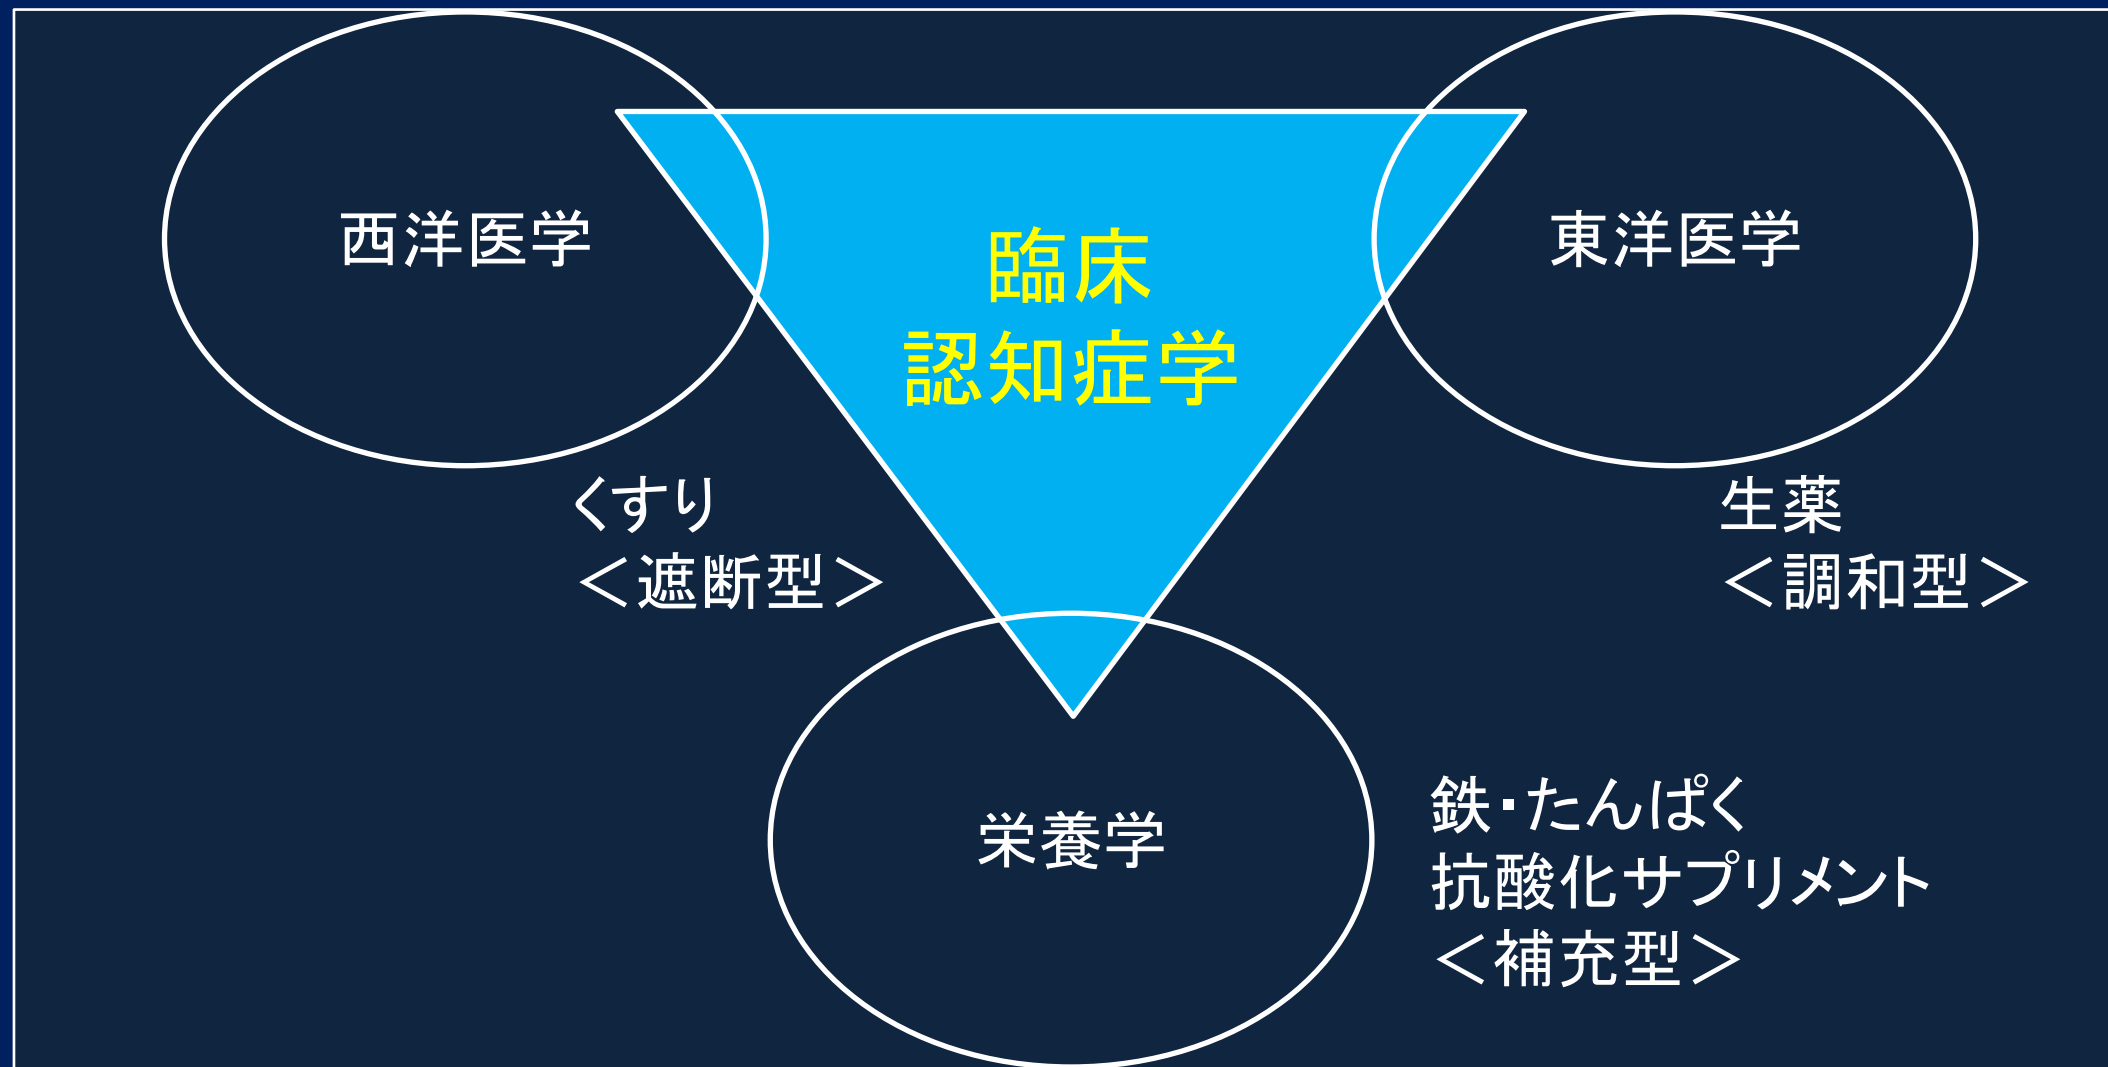 西洋医学
東洋医学
臨床
認知症学
くすり
＜遮断型＞
生薬
＜調和型＞
栄養学
鉄・たんぱく
抗酸化サプリメント
＜補充型＞